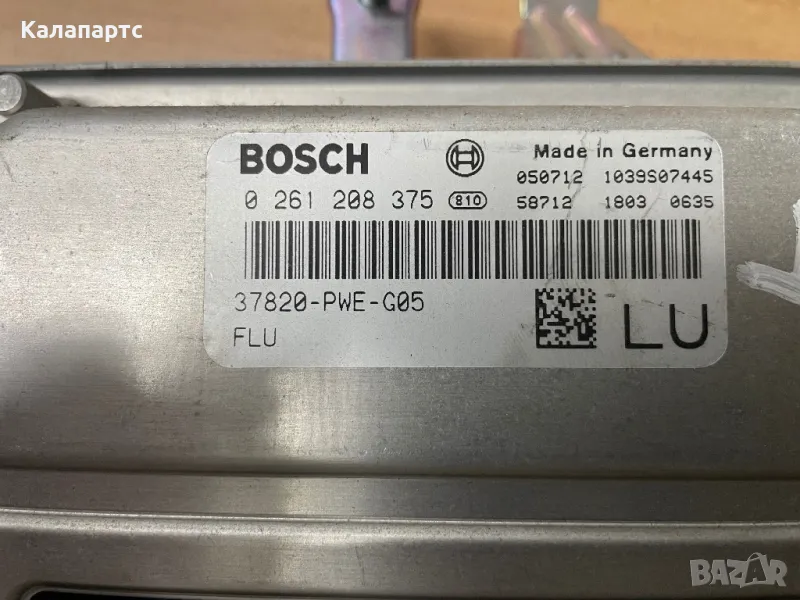 Калапартс
BOSCH
Made in Germany
050712 1039S07445
0 261 208 375 810
58712 1803 0635
37820-PWE-G05
FLU
LU
BAZAR